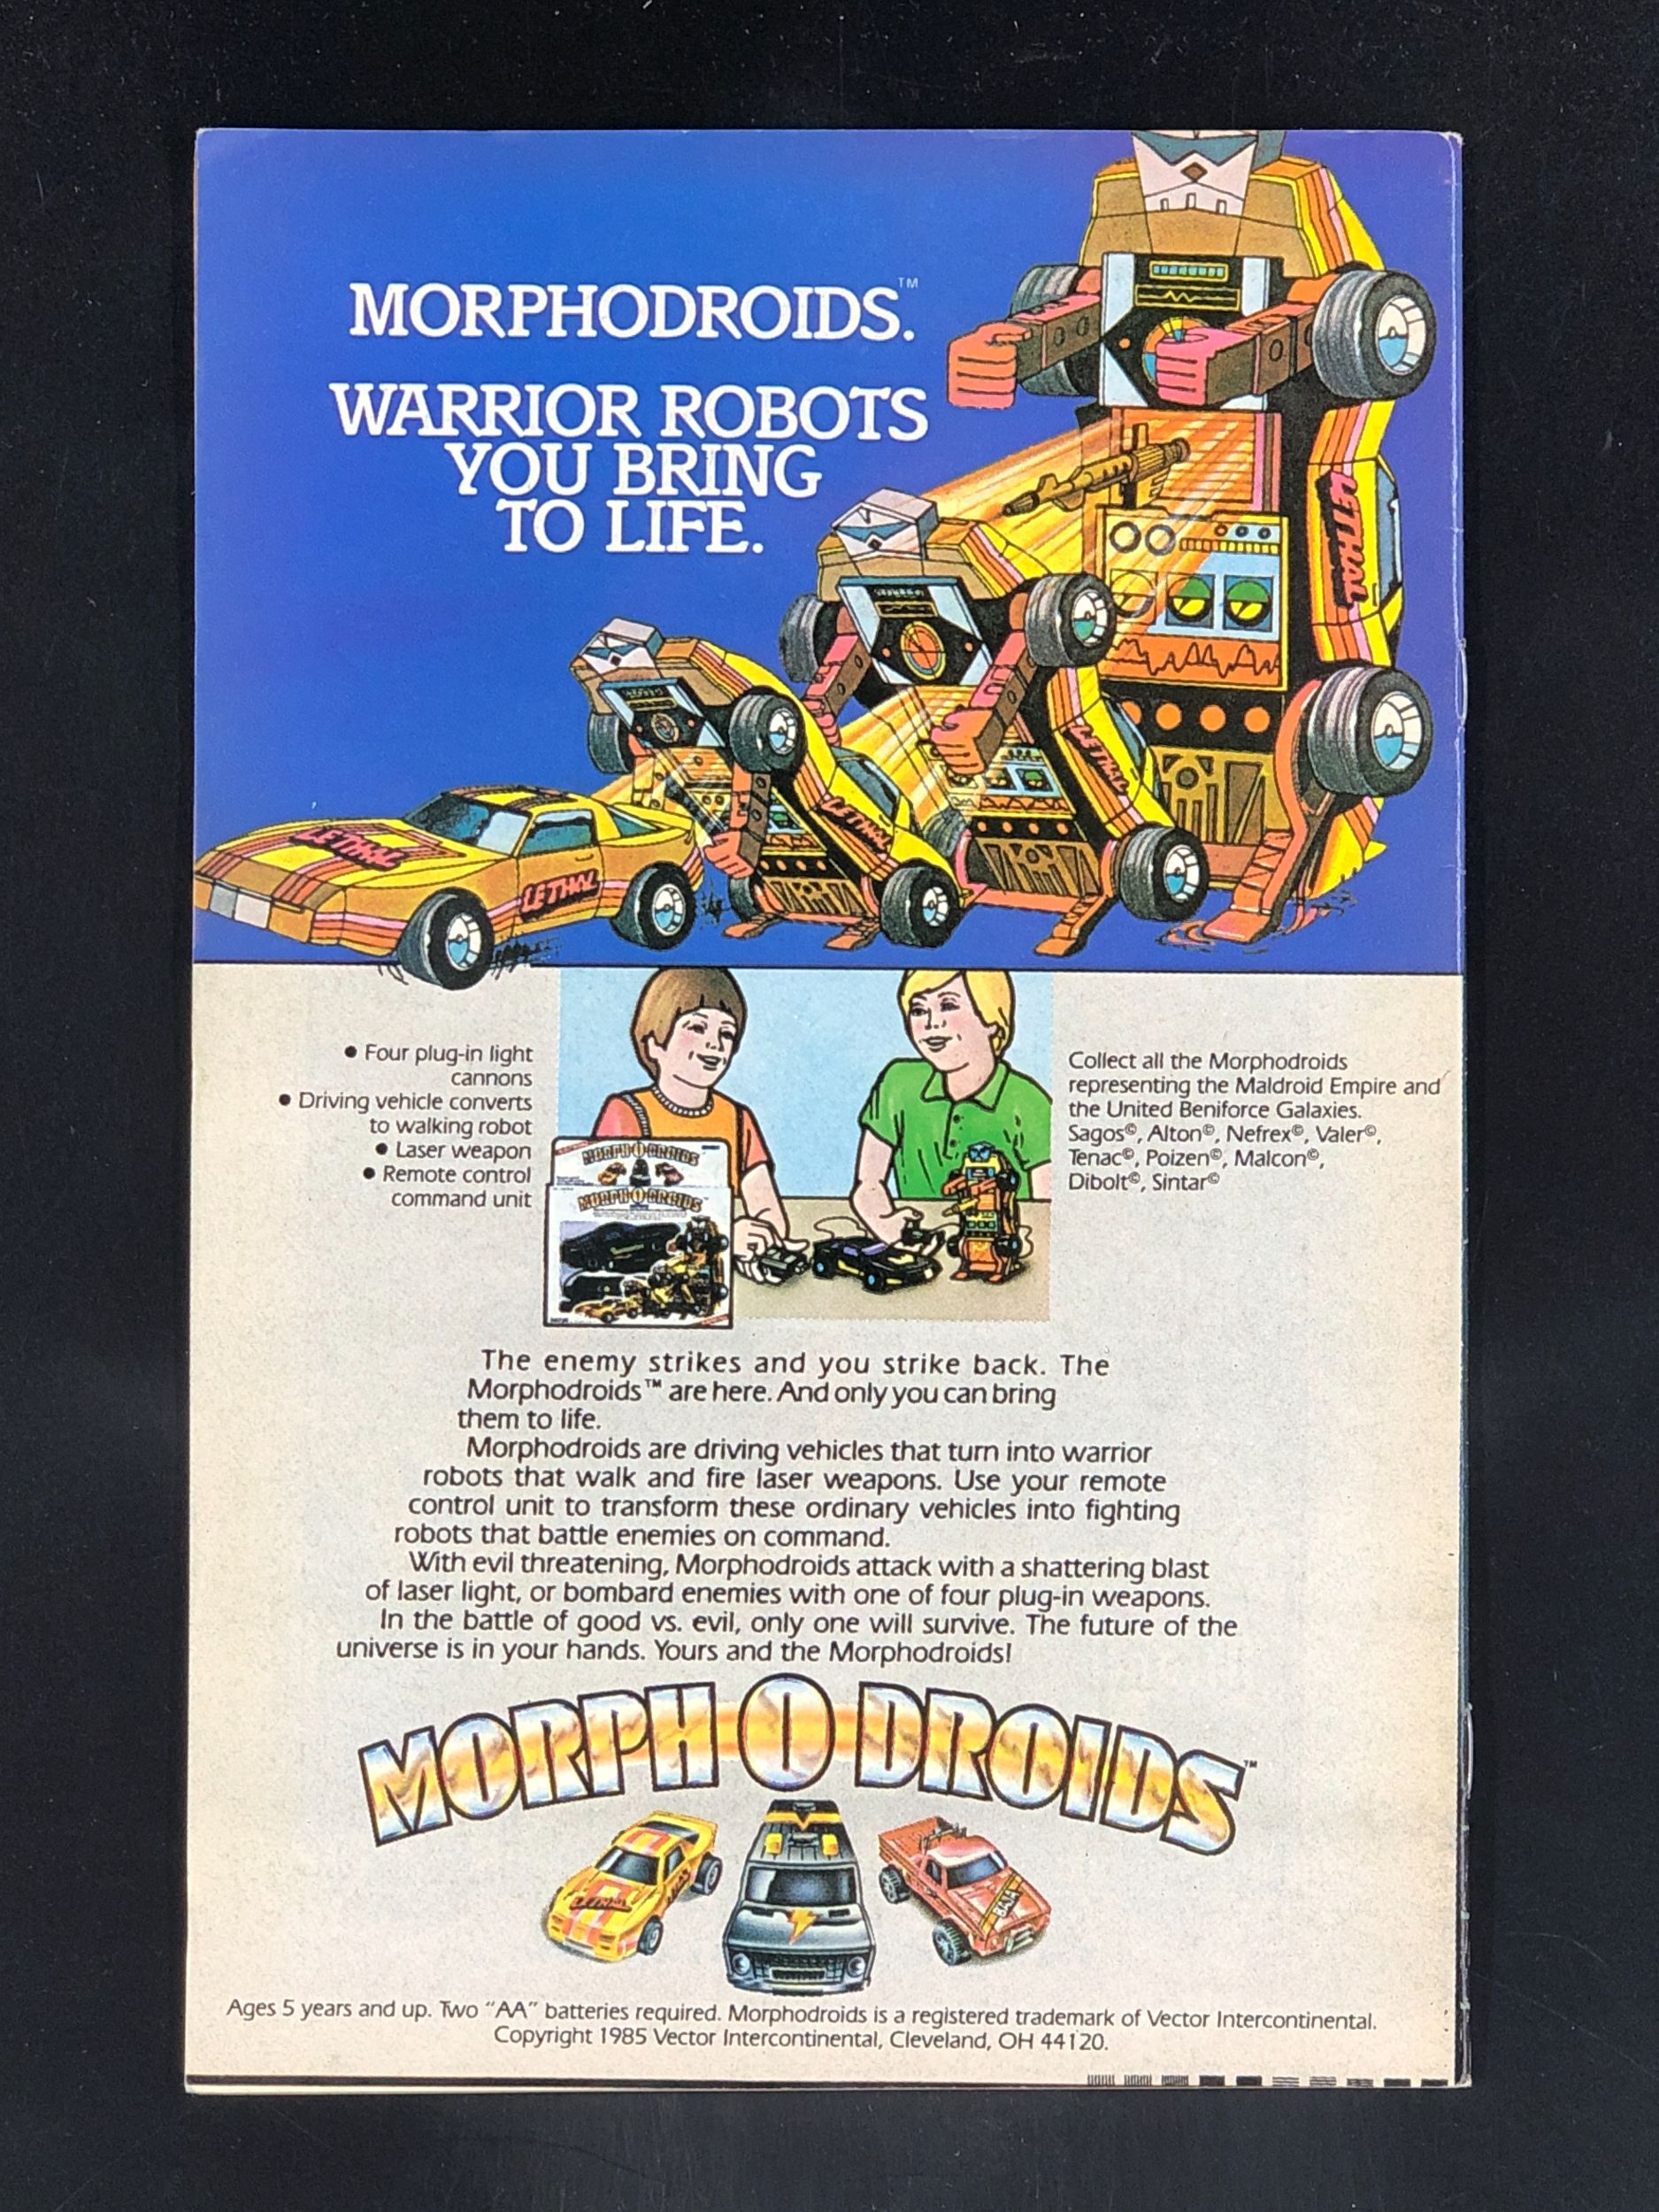 MORPHODROIDS.™
WARRIOR ROBOTS
YOU BRING
TO LIFE.
LETHAL
LETHAL
LETHAL
LETHAL
LETHAL
● Four plug-in light
cannons
● Driving vehicle converts
to walking robot
● Laser weapon
● Remote control
command unit
MORPH O DROIDS
MORPH O DROIDS
Collect all the Morphodroids
representing the Maldroid Empire and
the United Beniforce Galaxies.
Sagos©, Alton©, Nefrex©, Valer©,
Tenac©, Poizen©, Malcon©,
Dibolt©, Sintar©
The enemy strikes and you strike back. The
Morphodroids™ are here. And only you can bring
them to life.
Morphodroids are driving vehicles that turn into warrior
robots that walk and fire laser weapons. Use your remote
control unit to transform these ordinary vehicles into fighting
robots that battle enemies on command.
With evil threatening, Morphodroids attack with a shattering blast
of laser light, or bombard enemies with one of four plug-in weapons.
In the battle of good vs. evil, only one will survive. The future of the
universe is in your hands. Yours and the Morphodroids!
MORPH O DROIDS™
LETHAL
BAJA
Ages 5 years and up. Two “AA” batteries required. Morphodroids is a registered trademark of Vector Intercontinental.
Copyright 1985 Vector Intercontinental, Cleveland, OH 44120.